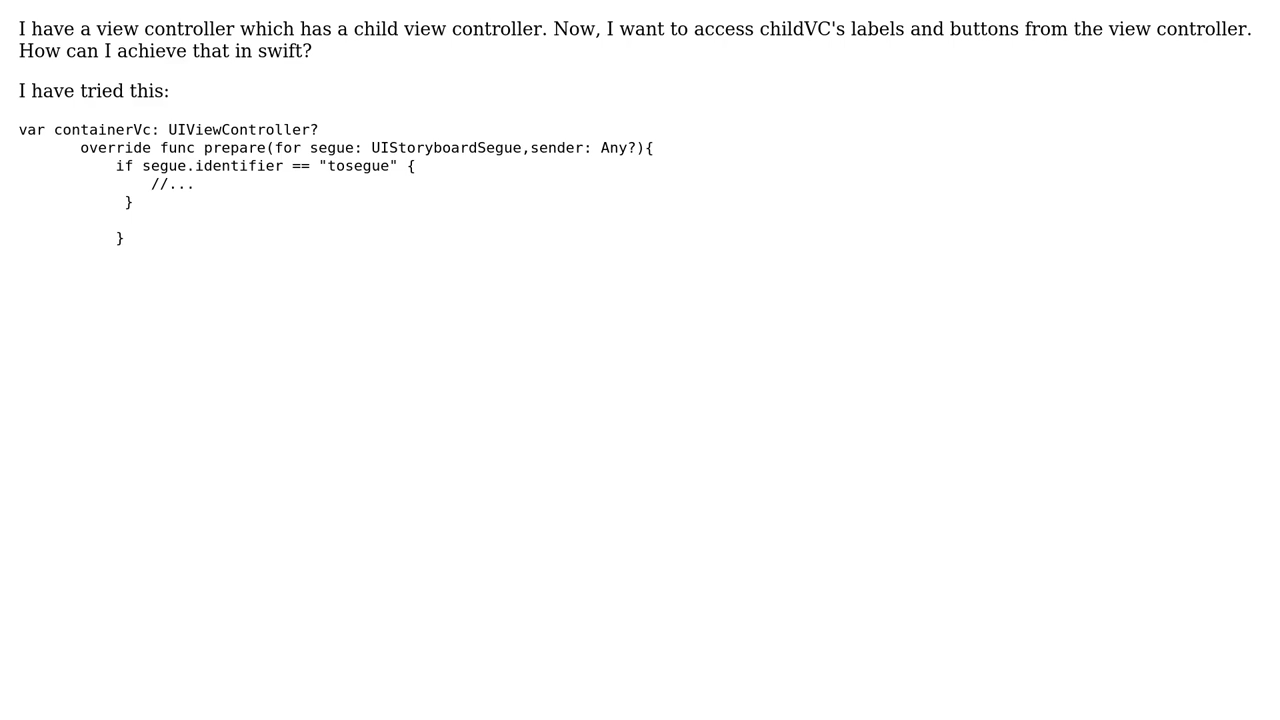 I have a view controller which has a child view controller. Now, I want to access childVC's labels and buttons from the view controller.
How can I achieve that in swift?
I have tried this:
var containerVc: UIViewController?
       override func prepare(for segue: UIStoryboardSegue,sender: Any?){
           if segue.identifier == "tosegue" {
               //...
            }
           }